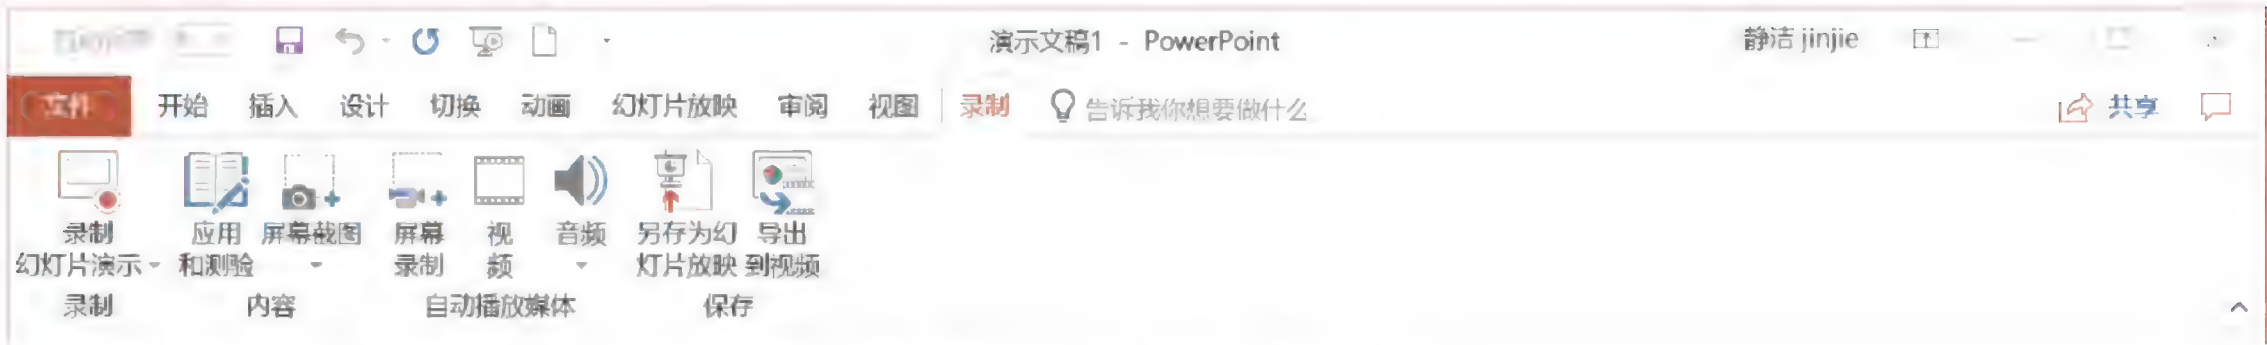 演示文稿1 - PowerPoint 静洁 jinjie
文件 开始 插入 设计 切换 动画 幻灯片放映 审阅 视图 录制 告诉我你想要做什么 共享
录制 应用 屏幕截图 屏幕 视 音频 另存为幻 导出
幻灯片演示 和测验 录制 频 灯片放映 到视频
录制 内容 自动播放媒体 保存